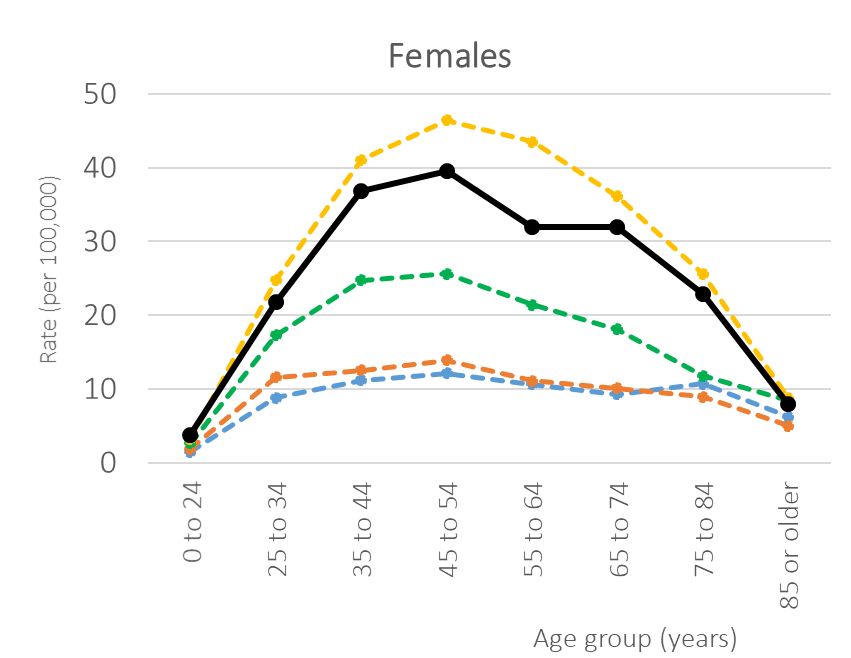 Females
50
40
30
20
10
0
Rate (per 100,000)
0 to 24
25 to 34
35 to 44
45 to 54
55 to 64
65 to 74
75 to 84
85 or older
Age group (years)